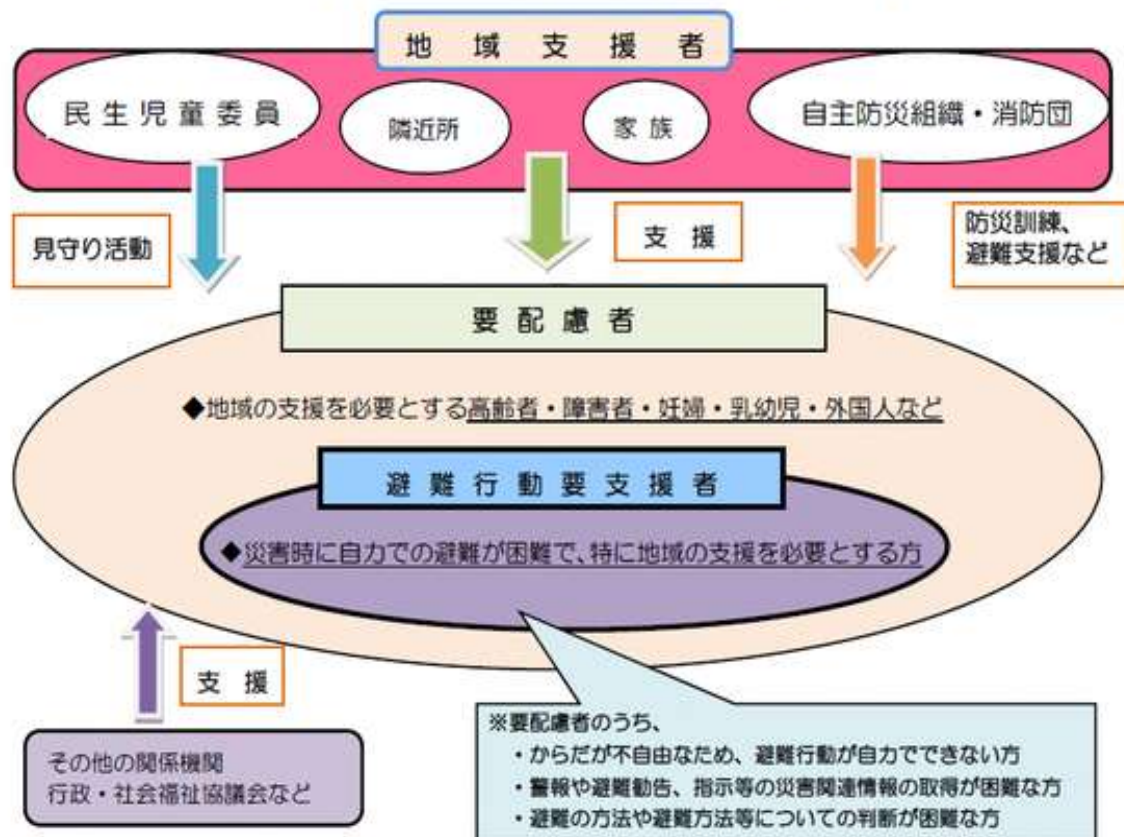 地域支援者
民生児童委員
隣近所
家族
自主防災組織・消防団
見守り活動
支援
防災訓練、
避難支援など
要配慮者
◆地域の支援を必要とする高齢者・障害者・妊婦・乳幼児・外国人など
避難行動要支援者
◆災害時に自力での避難が困難で、特に地域の支援を必要とする方
支援
その他の関係機関
行政・社会福祉協議会など
※要配慮者のうち、
・からだが不自由なため、避難行動が自力でできない方
・警報や避難勧告、指示等の災害関連情報の取得が困難な方
・避難の方法や避難方法等についての判断が困難な方